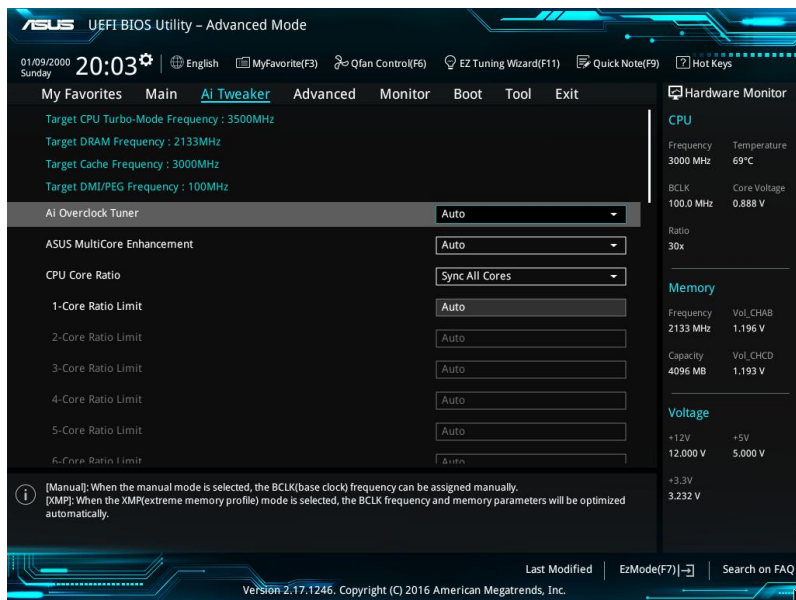 ASUS UEFI BIOS Utility – Advanced Mode
01/09/2000
Sunday
20:03
English
MyFavorite(F3)
Qfan Control(F6)
EZ Tuning Wizard(F11)
Quick Note(F9)
? Hot Keys
My Favorites
Main
Ai Tweaker
Advanced
Monitor
Boot
Tool
Exit
Target CPU Turbo-Mode Frequency : 3500MHz
Target DRAM Frequency : 2133MHz
Target Cache Frequency : 3000MHz
Target DMI/PEG Frequency : 100MHz
Ai Overclock Tuner Auto
ASUS MultiCore Enhancement Auto
CPU Core Ratio Sync All Cores
1-Core Ratio Limit Auto
2-Core Ratio Limit Auto
3-Core Ratio Limit Auto
4-Core Ratio Limit Auto
5-Core Ratio Limit Auto
6-Core Ratio Limit Auto
[Manual]: When the manual mode is selected, the BCLK(base clock) frequency can be assigned manually.
[XMP]: When the XMP(extreme memory profile) mode is selected, the BCLK frequency and memory parameters will be optimized
automatically.
Hardware Monitor
CPU
Frequency Temperature
3000 MHz 69°C
BCLK Core Voltage
100.0 MHz 0.888 V
Ratio
30x
Memory
Frequency Vol_CHAB
2133 MHz 1.196 V
Capacity Vol_CHCD
4096 MB 1.193 V
Voltage
+12V +5V
12.000 V 5.000 V
+3.3V
3.232 V
Last Modified
EzMode(F7)
Search on FAQ
Version 2.17.1246. Copyright (C) 2016 American Megatrends, Inc.